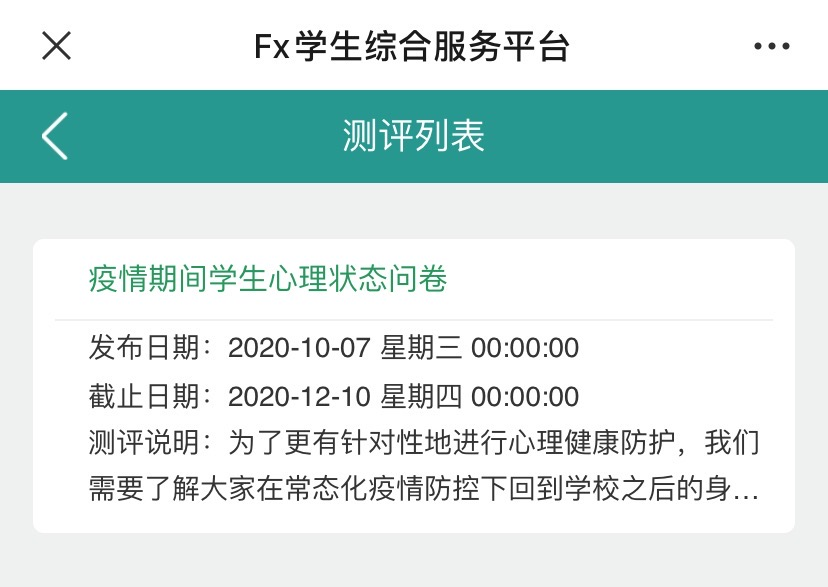 Fx学生综合服务平台
测评列表
疫情期间学生心理状态问卷
发布日期：2020-10-07 星期三 00:00:00
截止日期：2020-12-10 星期四 00:00:00
测评说明：为了更有针对性地进行心理健康防护，我们
需要了解大家在常态化疫情防控下回到学校之后的身...